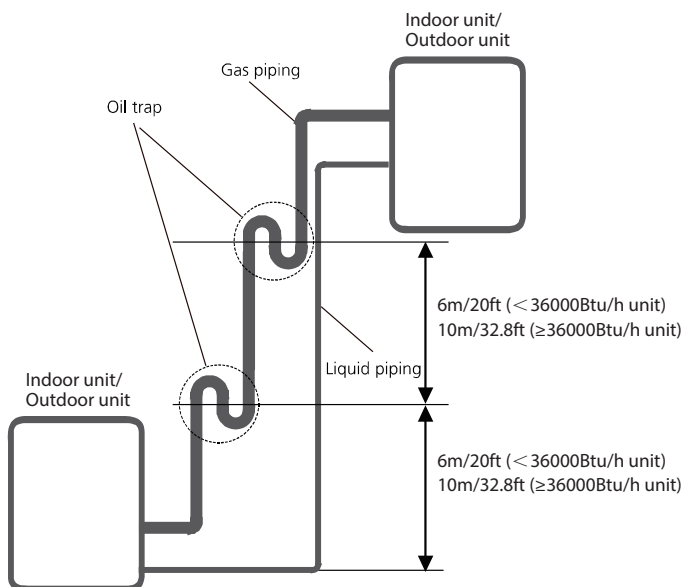 Indoor unit/
Outdoor unit
Gas piping
Oil trap
6m/20ft (<36000Btu/h unit)
10m/32.8ft (≥36000Btu/h unit)
Liquid piping
Indoor unit/
Outdoor unit
6m/20ft (<36000Btu/h unit)
10m/32.8ft (≥36000Btu/h unit)